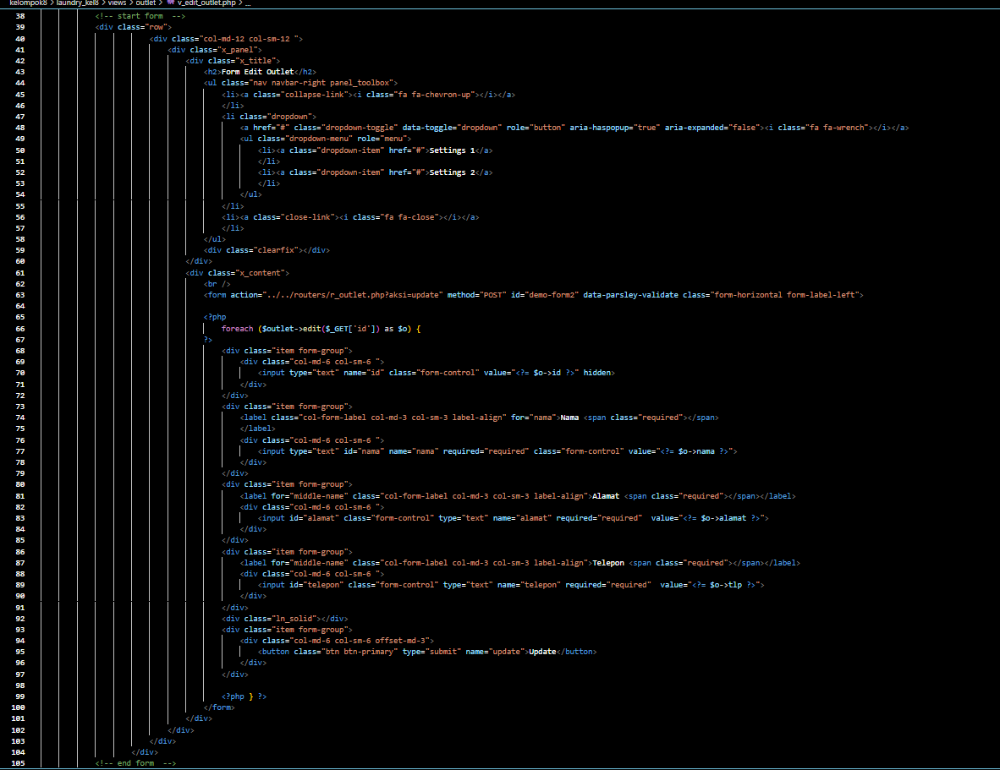 kelompok8 > laundry_kel8 > views > outlet > v_edit_outlet.php > ...
38 <!-- start form  -->
39 <div class="row">
40 <div class="col-md-12 col-sm-12 ">
41 <div class="x_panel">
42 <div class="x_title">
43 <h2>Form Edit Outlet</h2>
44 <ul class="nav navbar-right panel_toolbox">
45 <li><a class="collapse-link"><i class="fa fa-chevron-up"></i></a>
46 </li>
47 <li class="dropdown">
48 <a href="#" class="dropdown-toggle" data-toggle="dropdown" role="button" aria-haspopup="true" aria-expanded="false"><i class="fa fa-wrench"></i></a>
49 <ul class="dropdown-menu" role="menu">
50 <li><a class="dropdown-item" href="#">Settings 1</a>
51 </li>
52 <li><a class="dropdown-item" href="#">Settings 2</a>
53 </li>
54 </ul>
55 </li>
56 <li><a class="close-link"><i class="fa fa-close"></i></a>
57 </li>
58 </ul>
59 <div class="clearfix"></div>
60 </div>
61 <div class="x_content">
62 <br />
63 <form action="../../routers/r_outlet.php?aksi=update" method="POST" id="demo-form2" data-parsley-validate class="form-horizontal form-label-left">
64
65 <?php
66 foreach ($outlet->edit($_GET['id']) as $o) {
67 ?>
68 <div class="item form-group">
69 <div class="col-md-6 col-sm-6 ">
70 <input type="text" name="id" class="form-control" value="<?= $o->id ?>" hidden>
71 </div>
72 </div>
73 <div class="item form-group">
74 <label class="col-form-label col-md-3 col-sm-3 label-align" for="nama">Nama <span class="required"></span>
75 </label>
76 <div class="col-md-6 col-sm-6 ">
77 <input type="text" id="nama" name="nama" required="required" class="form-control" value="<?= $o->nama ?>">
78 </div>
79 </div>
80 <div class="item form-group">
81 <label for="middle-name" class="col-form-label col-md-3 col-sm-3 label-align">Alamat <span class="required"></span></label>
82 <div class="col-md-6 col-sm-6 ">
83 <input id="alamat" class="form-control" type="text" name="alamat" required="required"  value="<?= $o->alamat ?>">
84 </div>
85 </div>
86 <div class="item form-group">
87 <label for="middle-name" class="col-form-label col-md-3 col-sm-3 label-align">Telepon <span class="required"></span></label>
88 <div class="col-md-6 col-sm-6 ">
89 <input id="telepon" class="form-control" type="text" name="telepon" required="required"  value="<?= $o->tlp ?>">
90 </div>
91 </div>
92 <div class="ln_solid"></div>
93 <div class="item form-group">
94 <div class="col-md-6 col-sm-6 offset-md-3">
95 <button class="btn btn-primary" type="submit" name="update">Update</button>
96 </div>
97 </div>
98
99 <?php } ?>
100 </form>
101 </div>
102 </div>
103 </div>
104 </div>
105 <!-- end form  -->